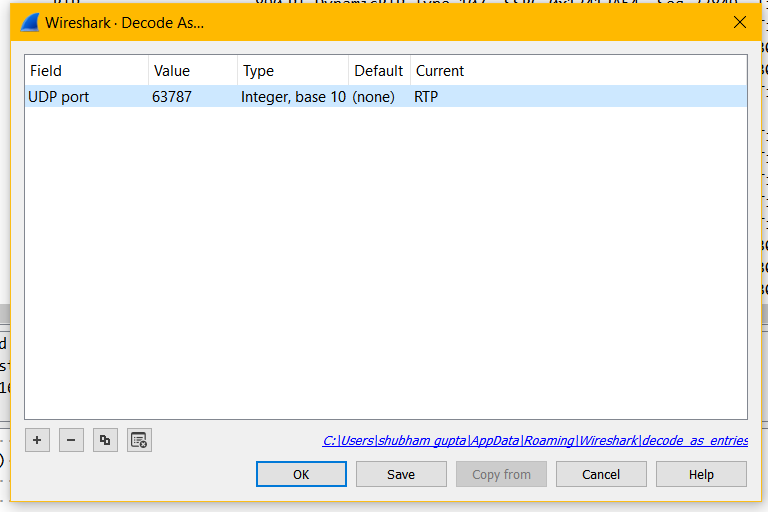 Wireshark · Decode As...
Field Value Type Default Current
UDP port 63787 Integer, base 10 (none) RTP
C:\Users\shubham gupta\AppData\Roaming\Wireshark\decode_as_entries
OK Save Copy from Cancel Help